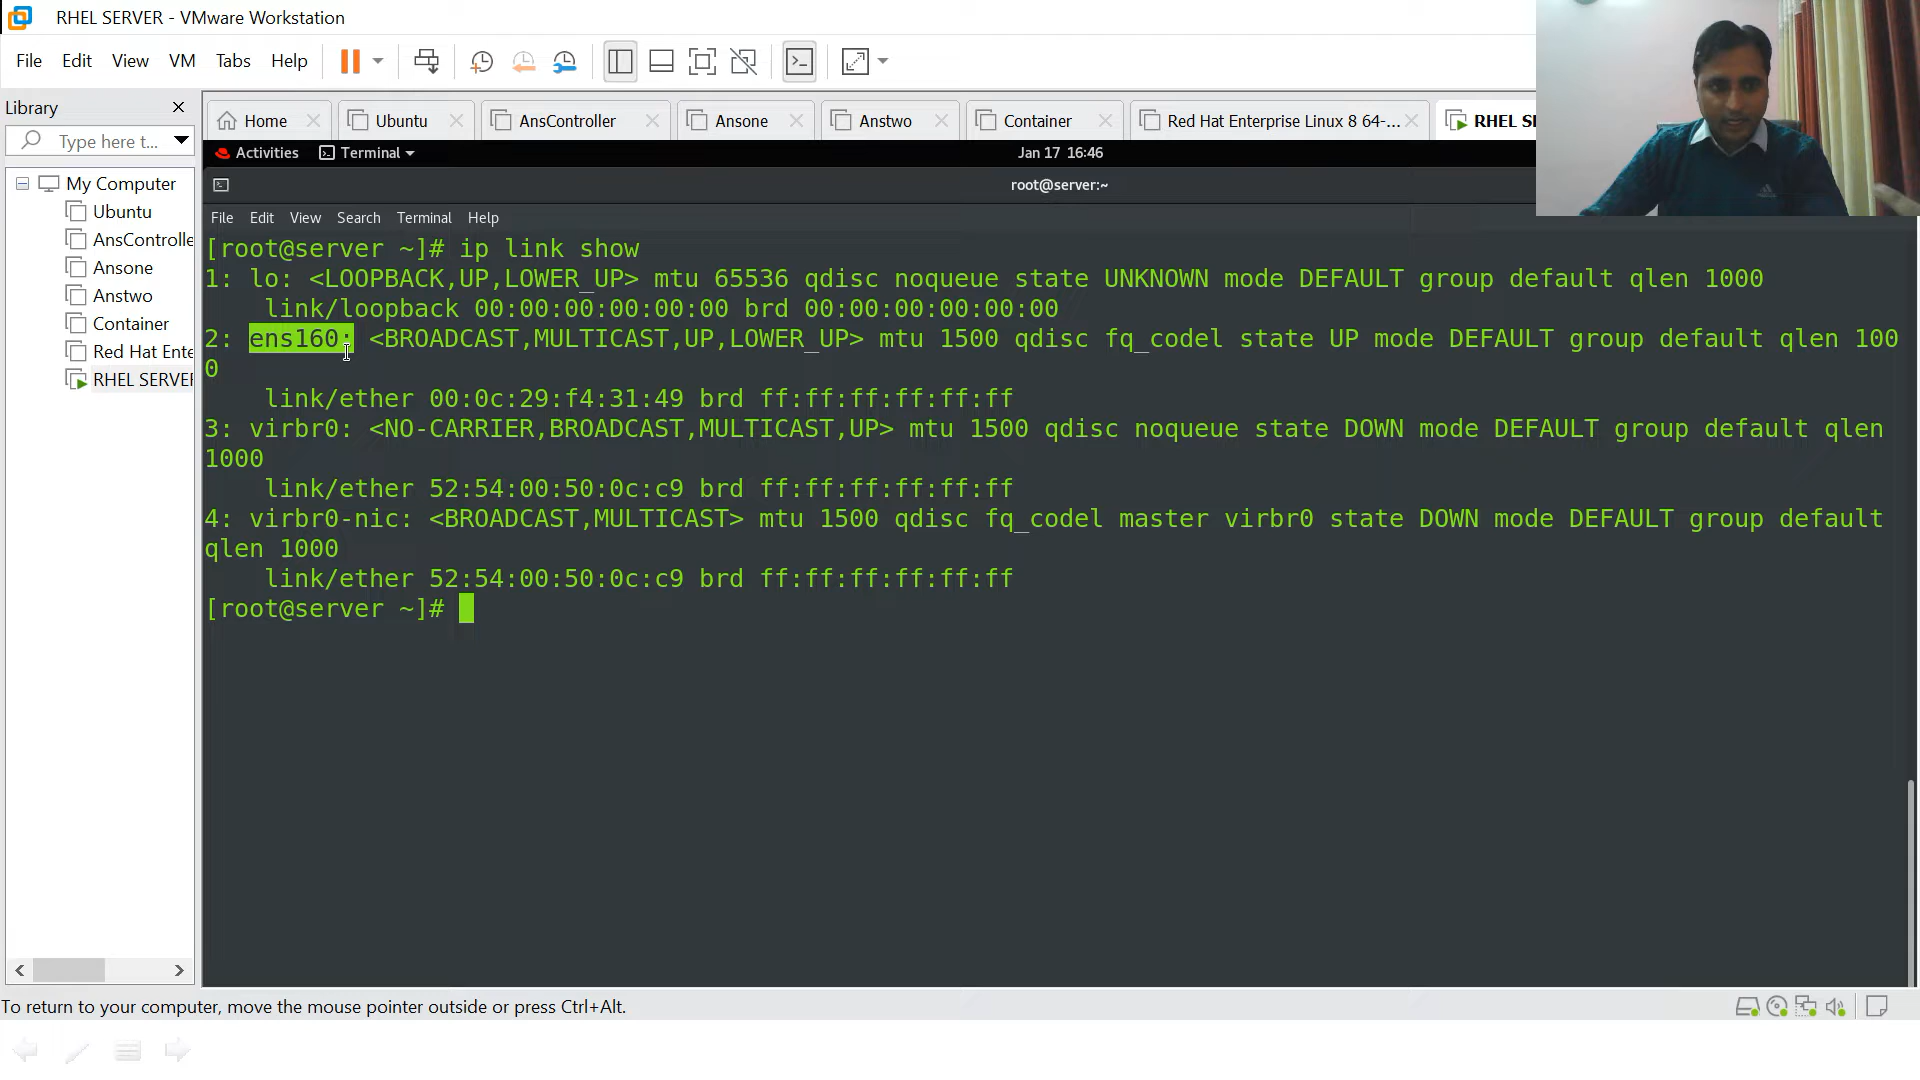 RHEL SERVER - VMware Workstation
File Edit View VM Tabs Help
Library
Type here t...
My Computer
Ubuntu
AnsControlle
Ansone
Anstwo
Container
Red Hat Ente
RHEL SERVER
Home Ubuntu AnsController Ansone Anstwo Container Red Hat Enterprise Linux 8 64-... RHEL SE
Activities Terminal Jan 17 16:46
root@server:~
File Edit View Search Terminal Help
[root@server ~]# ip link show
1: lo: <LOOPBACK,UP,LOWER_UP> mtu 65536 qdisc noqueue state UNKNOWN mode DEFAULT group default qlen 1000
link/loopback 00:00:00:00:00:00 brd 00:00:00:00:00:00
2: ens160: <BROADCAST,MULTICAST,UP,LOWER_UP> mtu 1500 qdisc fq_codel state UP mode DEFAULT group default qlen 100
0
link/ether 00:0c:29:f4:31:49 brd ff:ff:ff:ff:ff:ff
3: virbr0: <NO-CARRIER,BROADCAST,MULTICAST,UP> mtu 1500 qdisc noqueue state DOWN mode DEFAULT group default qlen
1000
link/ether 52:54:00:50:0c:c9 brd ff:ff:ff:ff:ff:ff
4: virbr0-nic: <BROADCAST,MULTICAST> mtu 1500 qdisc fq_codel master virbr0 state DOWN mode DEFAULT group default
qlen 1000
link/ether 52:54:00:50:0c:c9 brd ff:ff:ff:ff:ff:ff
[root@server ~]#
To return to your computer, move the mouse pointer outside or press Ctrl+Alt.